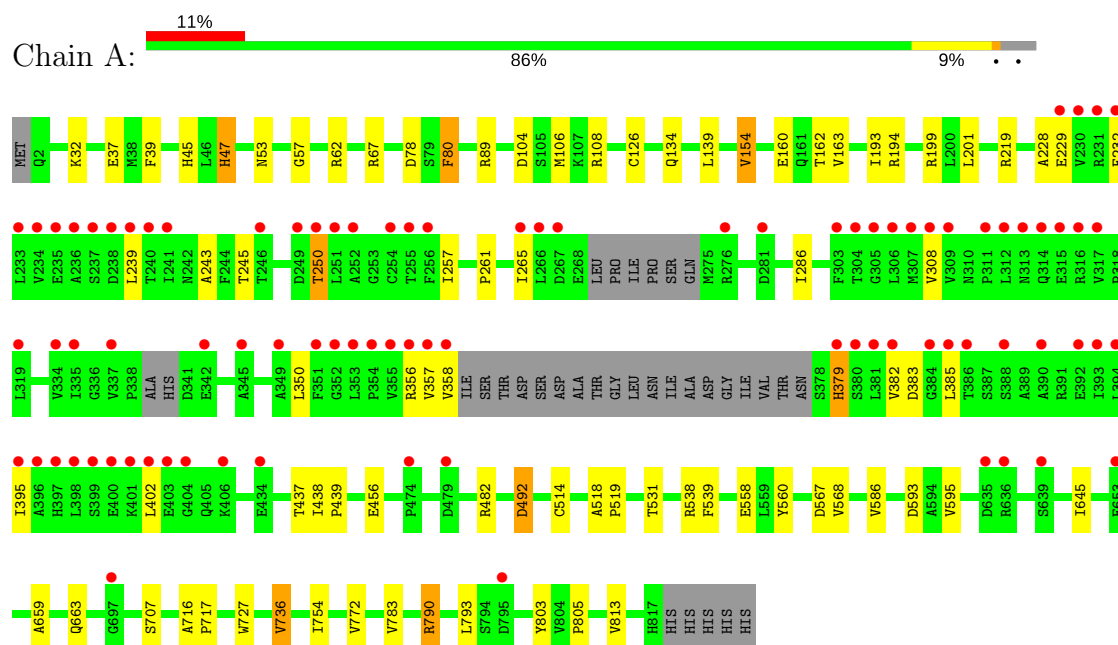 11%
Chain A:
86% 9% • •
MET Q2 K32 E37 M38 F39 H45 L46 H47 N53 G57 R62 R67 D78 S79 F80 R89 D104 S105 M106 K107 R108 C126 Q134 L139 V154 E160 Q161 T162 V163 I193 R194 R199 L200 L201 R219 A228 E229 V230 R231
L233 V234 E235 A236 S237 D238 L239 T240 I241 N242 A243 F244 T245 T246 D249 T250 L251 A252 G253 C254 T255 F256 I257 P261 I265 L266 D267 E268 LEU PRO ILE PRO SER GLN M275 R276 D281 I286 F303 T304 G305 L306 M307 V308 V309 N310 P311 L312 N313 Q314 E315 R316 V317
L319 V334 I335 G336 V337 P338 ALA HIS D341 E342 A345 A349 L350 F351 G352 L353 P354 V355 R356 V357 V358 ILE SER THR ASP SER ASP ALA THR GLY LEU ASN ILE ALA ASP GLY ILE VAL THR ASN S378 H379 S380 L381 V382 D383 G384 L385 T386 S387 S388 A389 A390 R391 E392 I393
I395 A396 H397 L398 S399 E400 K401 L402 E403 G404 Q405 K406 E434 T437 I438 P439 E456 P474 D479 R482 D492 C514 A518 P519 T531 R538 F539 E558 L559 Y560 D567 V568 V586 D593 A594 V595 D635 R636 S639 I645
A659 Q663 G697 S707 A716 P717 W727 V736 I754 V772 V783 R790 L793 S794 D795 Y803 V804 P805 V813 H817 HIS HIS HIS HIS HIS